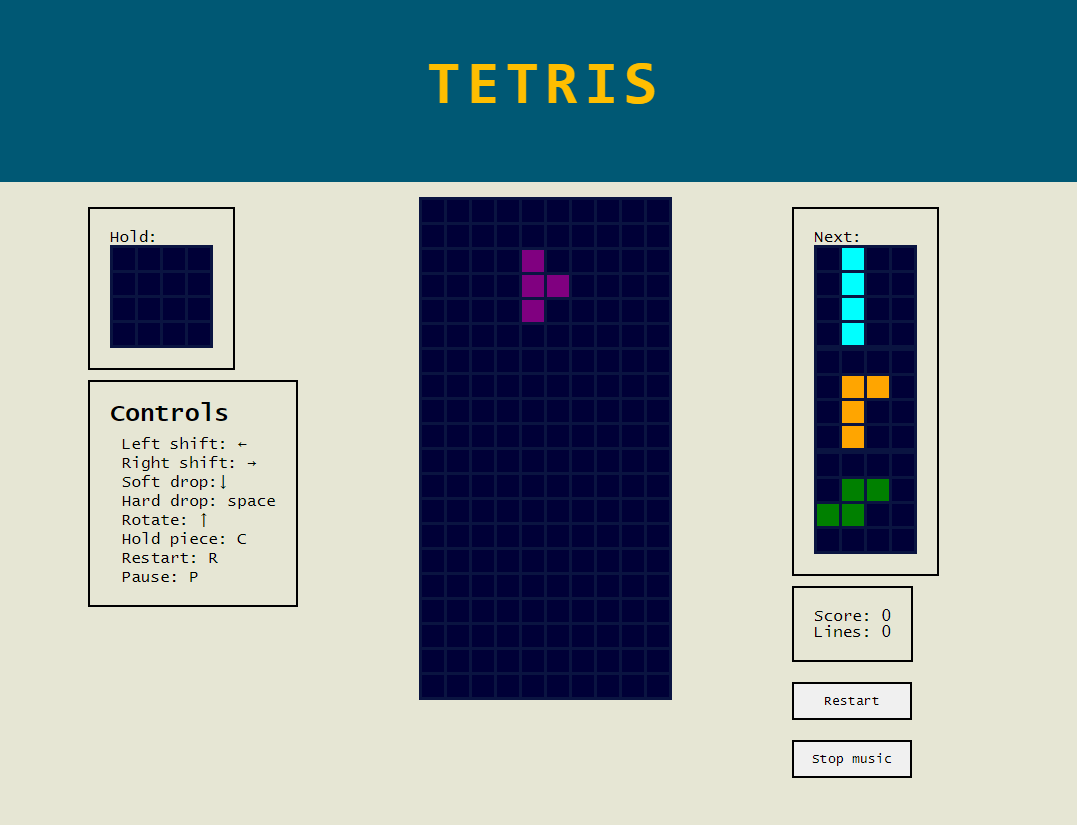 TETRIS
Hold:
Controls
Left shift: ←
Right shift: →
Soft drop:↓
Hard drop: space
Rotate: ↑
Hold piece: C
Restart: R
Pause: P
Next:
Score: 0
Lines: 0
Restart
Stop music